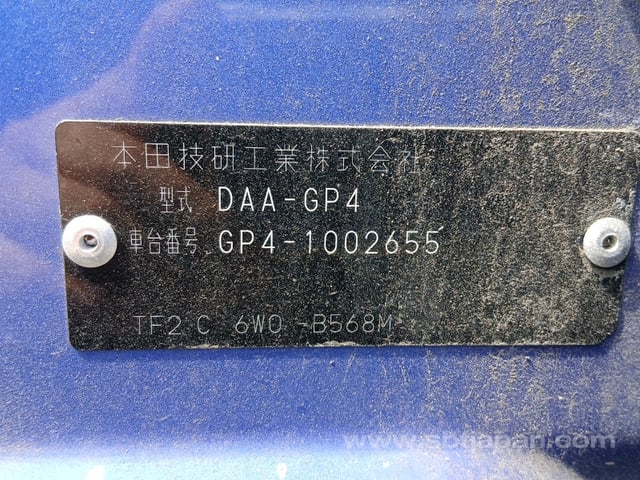 本田技研工業株式会社
型式 DAA-GP4
車台番号 GP4-1002655
TF2 C 6W0 -B568M
www.sbtjapan.com